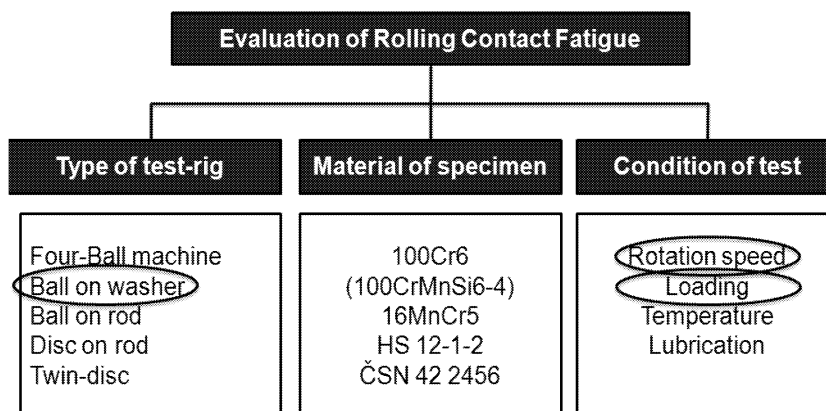 Evaluation of Rolling Contact Fatigue
Type of test-rig
Material of specimen
Condition of test
Four-Ball machine
Ball on washer
Ball on rod
Disc on rod
Twin-disc
100Cr6
(100CrMnSi6-4)
16MnCr5
HS 12-1-2
ČSN 42 2456
Rotation speed
Loading
Temperature
Lubrication